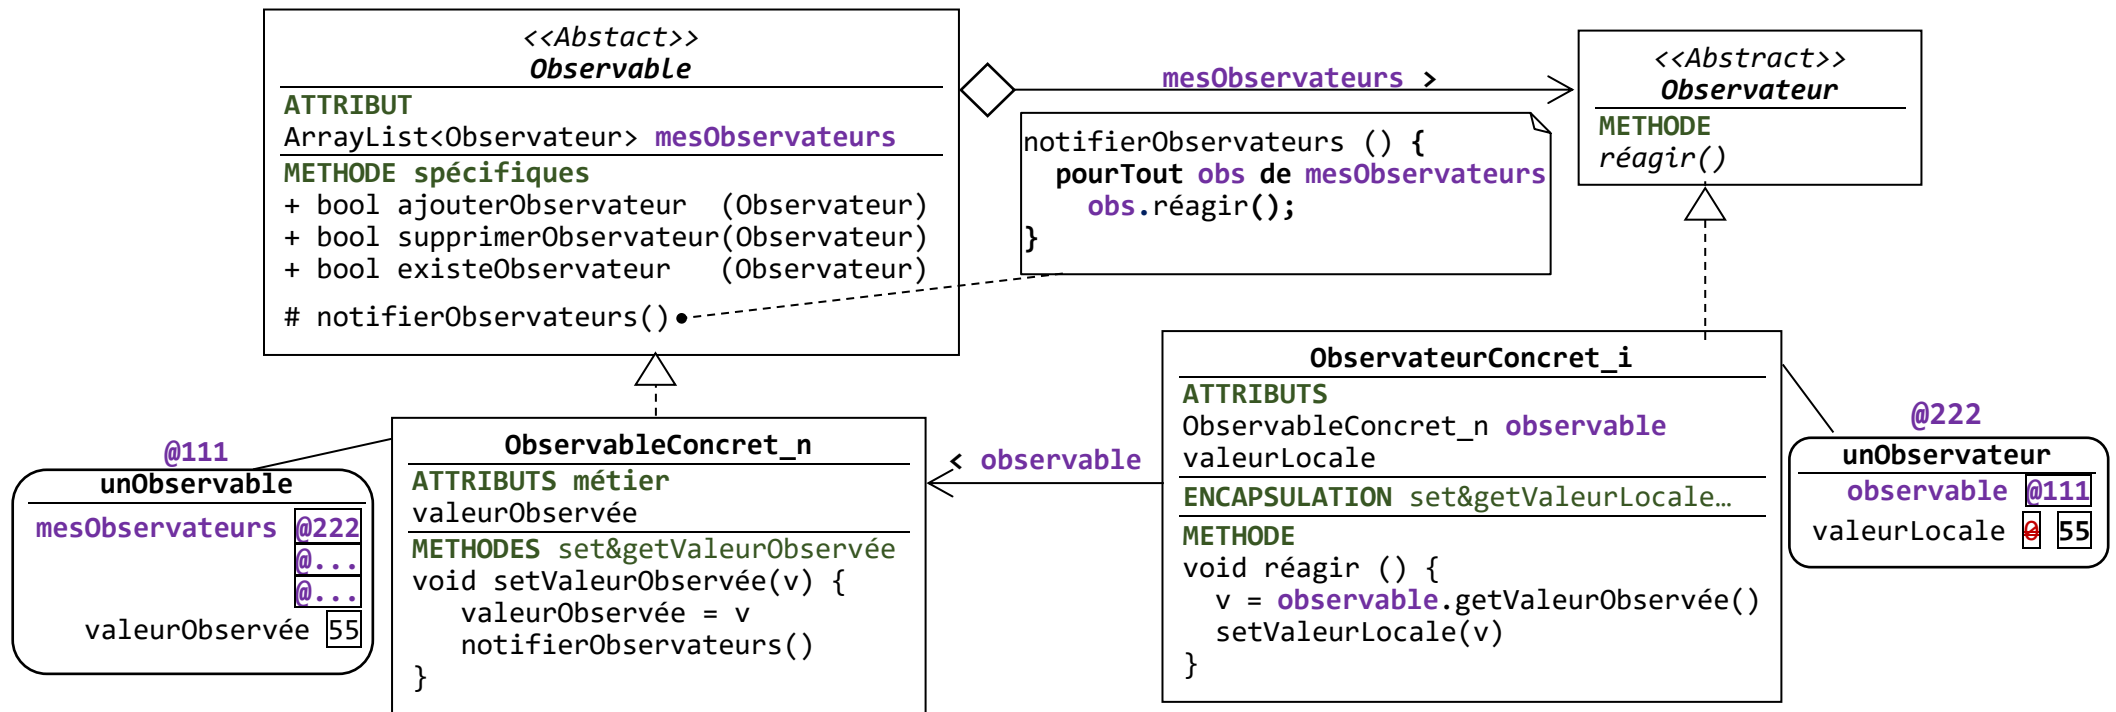 <<Abstact>>
Observable
ATTRIBUT
ArrayList<Observateur> mesObservateurs
METHODE spécifiques
+ bool ajouterObservateur (Observateur)
+ bool supprimerObservateur(Observateur)
+ bool existeObservateur (Observateur)
# notifierObservateurs()
mesObservateurs >
notifierObservateurs () {
pourTout obs de mesObservateurs
obs.réagir();
}
<<Abstract>>
Observateur
METHODE
réagir()
@111
unObservable
mesObservateurs @222
@...
@...
valeurObservée 55
ObservableConcret_n
ATTRIBUTS métier
valeurObservée
METHODES set&getValeurObservée
void setValeurObservée(v) {
valeurObservée = v
notifierObservateurs()
}
< observable
ObservateurConcret_i
ATTRIBUTS
ObservableConcret_n observable
valeurLocale
ENCAPSULATION set&getValeurLocale…
METHODE
void réagir () {
v = observable.getValeurObservée()
setValeurLocale(v)
}
@222
unObservateur
observable @111
valeurLocale 0 55